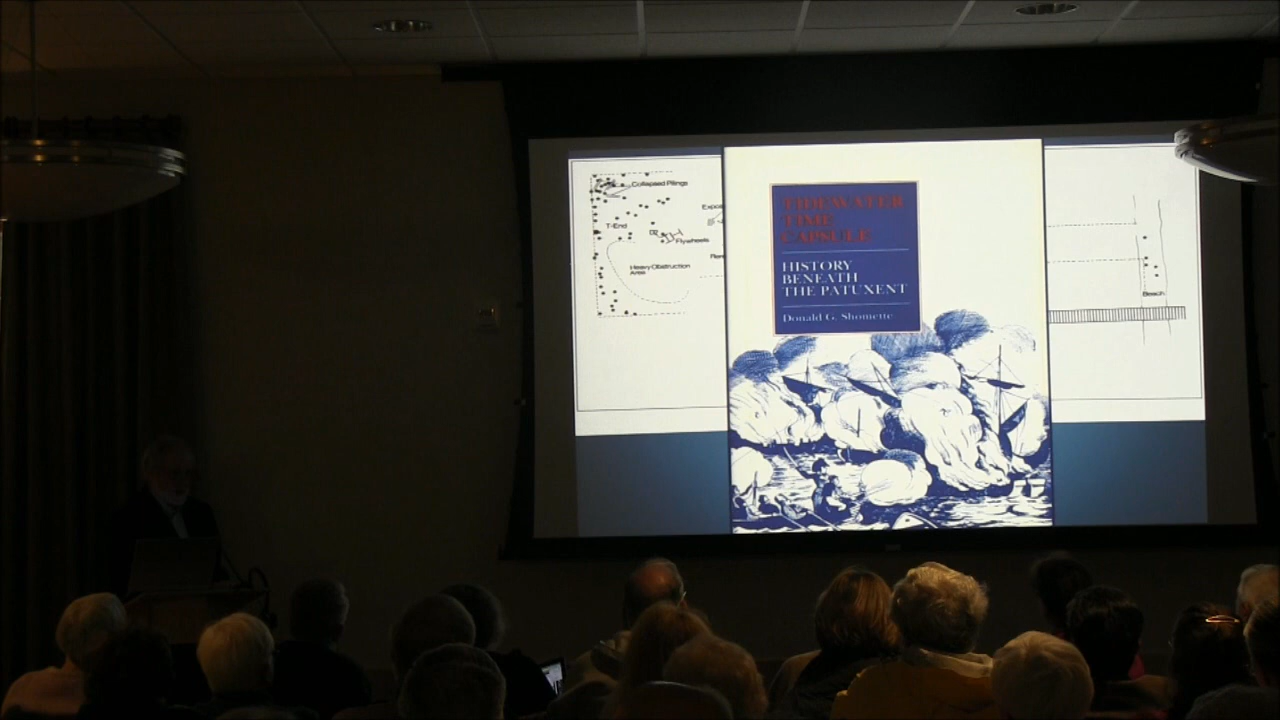 Collapsed Pilings
T-End
Flywheels
Heavy Obstruction
Area
TIDEWATER
TIME
CAPSULE
HISTORY
BENEATH
THE PATUXENT
Donald G. Shomette
Beach